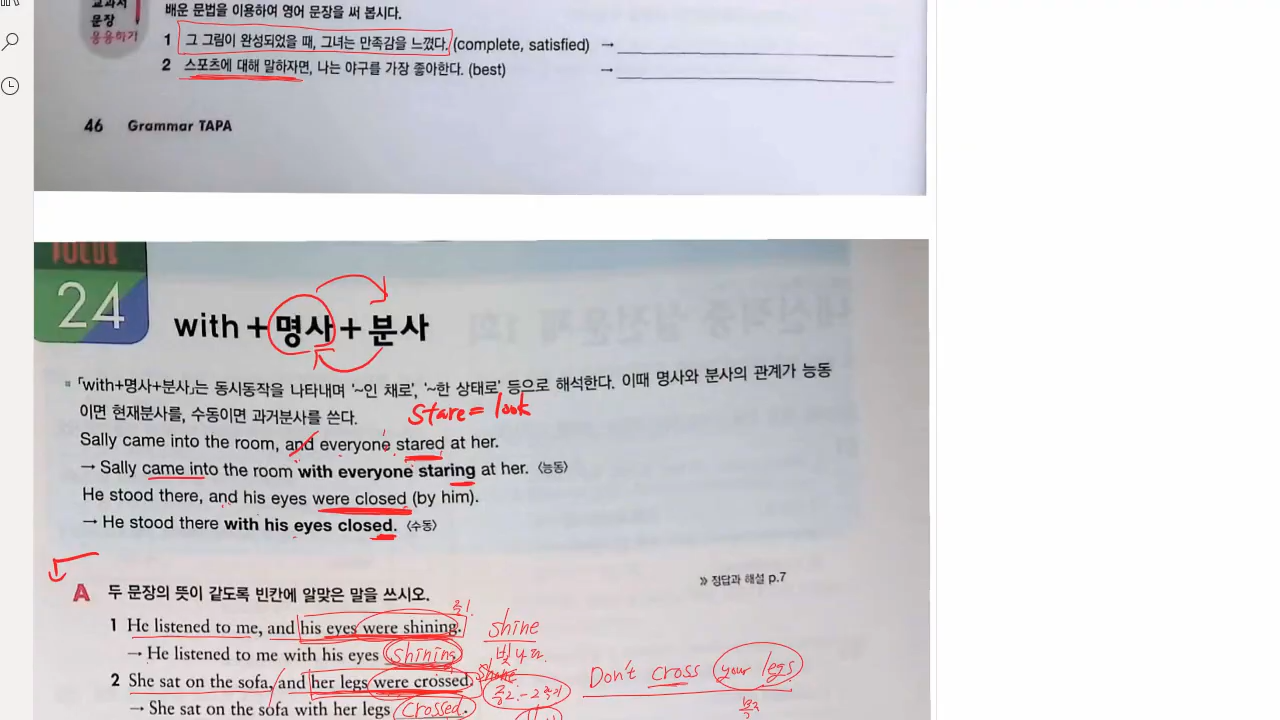 교과서
문장
응용하기
배운 문법을 이용하여 영어 문장을 써 봅시다.
1 그 그림이 완성되었을 때, 그녀는 만족감을 느꼈다. (complete, satisfied) →
2 스포츠에 대해 말하자면, 나는 야구를 가장 좋아한다. (best) →
46 Grammar TAPA
24
with+명사+분사
「with+명사+분사」는 동시동작을 나타내며 '~인 채로', '~한 상태로' 등으로 해석한다. 이때 명사와 분사의 관계가 능동
이면 현재분사를, 수동이면 과거분사를 쓴다.
stare = look
Sally came into the room, and everyone stared at her.
→ Sally came into the room with everyone staring at her. 〈능동〉
He stood there, and his eyes were closed (by him).
→ He stood there with his eyes closed. 〈수동〉
» 정답과 해설 p.7
A 두 문장의 뜻이 같도록 빈칸에 알맞은 말을 쓰시오.
1 He listened to me, and his eyes were shining.
shine
→ He listened to me with his eyes shining
빛나다
2 She sat on the sofa, and her legs were crossed.
Don't cross your legs
→ She sat on the sofa with her legs crossed.